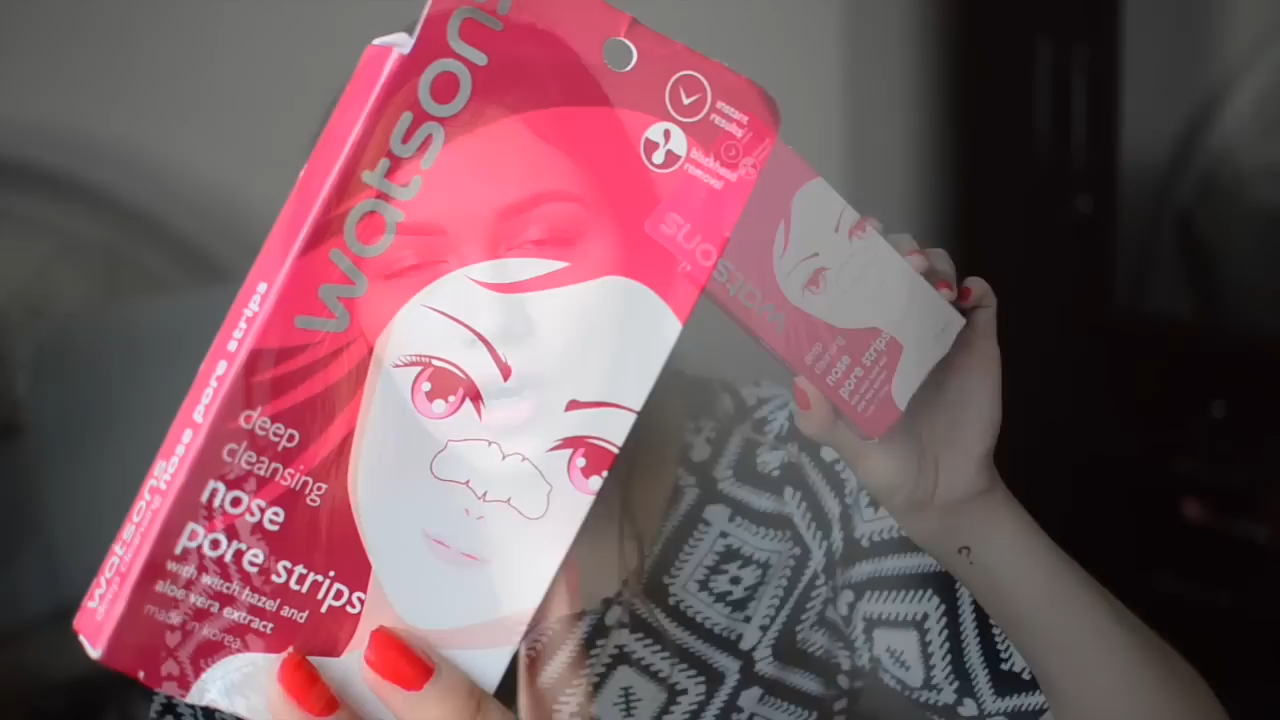 watsons
instant
results
blackhead
removal
deep
cleansing
nose
pore strips
with witch hazel and
aloe vera extract
made in korea
watsons
deep cleansing nose pore strips
watsons
deep
cleansing
nose
pore strips